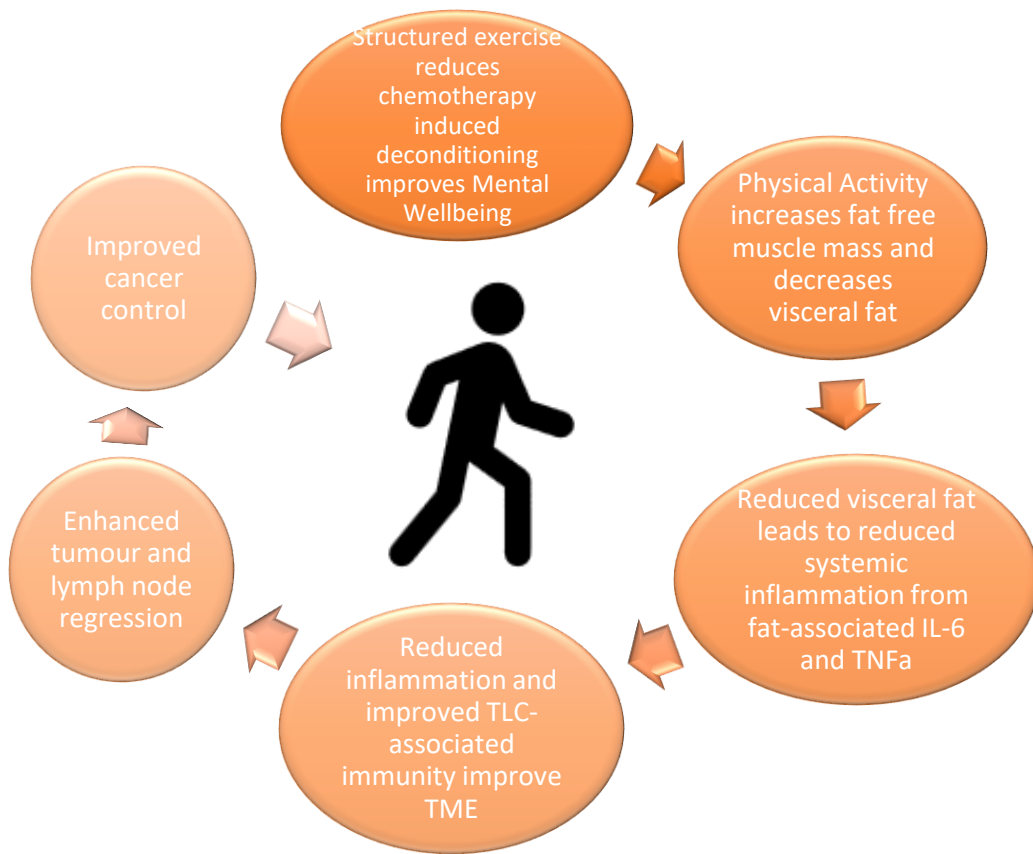 Structured exercise
reduces
chemotherapy
induced
deconditioning
improves Mental
Wellbeing
Physical Activity
increases fat free
muscle mass and
decreases
visceral fat
Reduced visceral fat
leads to reduced
systemic
inflammation from
fat-associated IL-6
and TNFa
Reduced
inflammation and
improved TLC-
associated
immunity improve
TME
Enhanced
tumour and
lymph node
regression
Improved
cancer
control